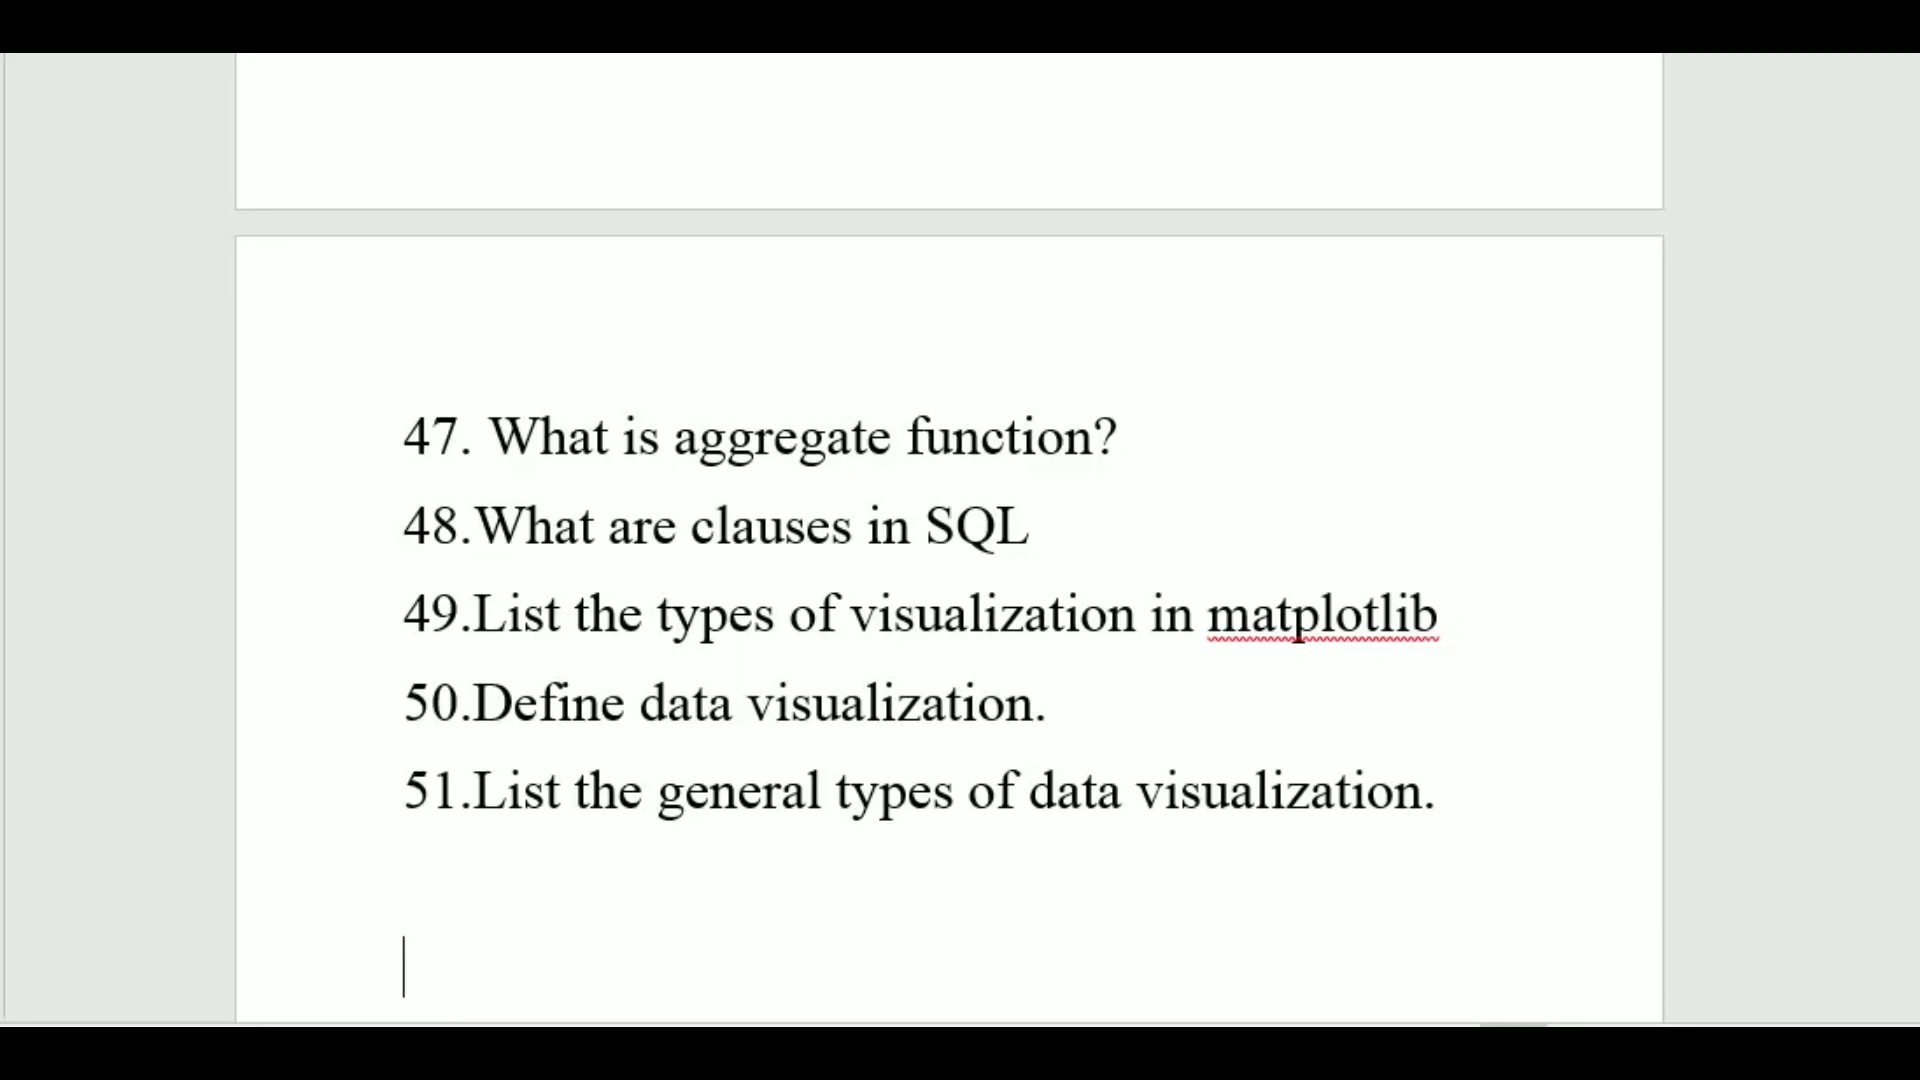 47. What is aggregate function?
48.What are clauses in SQL
49.List the types of visualization in matplotlib
50.Define data visualization.
51.List the general types of data visualization.